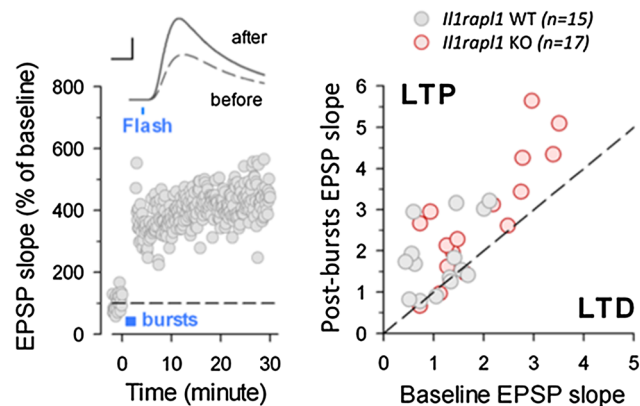 Il1rapl1 WT (n=15)
Il1rapl1 KO (n=17)
after
before
Flash
EPSP slope (% of baseline)
800
600
400
200
0
bursts
0 10 20 30
Time (minute)
LTP
LTD
Post-bursts EPSP slope
6
5
4
3
2
1
0
0 1 2 3 4 5
Baseline EPSP slope